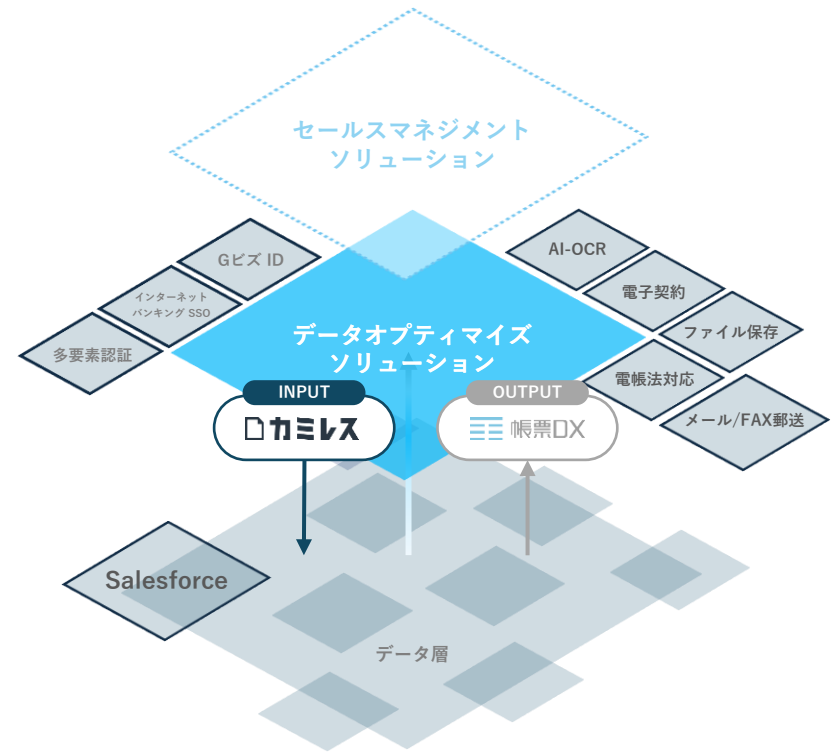 セールスマネジメント
ソリューション
Gビズ ID
インターネット
バンキング SSO
多要素認証
AI-OCR
電子契約
ファイル保存
電帳法対応
メール/FAX郵送
データオプティマイズ
ソリューション
INPUT
カミレス
OUTPUT
帳票DX
Salesforce
データ層